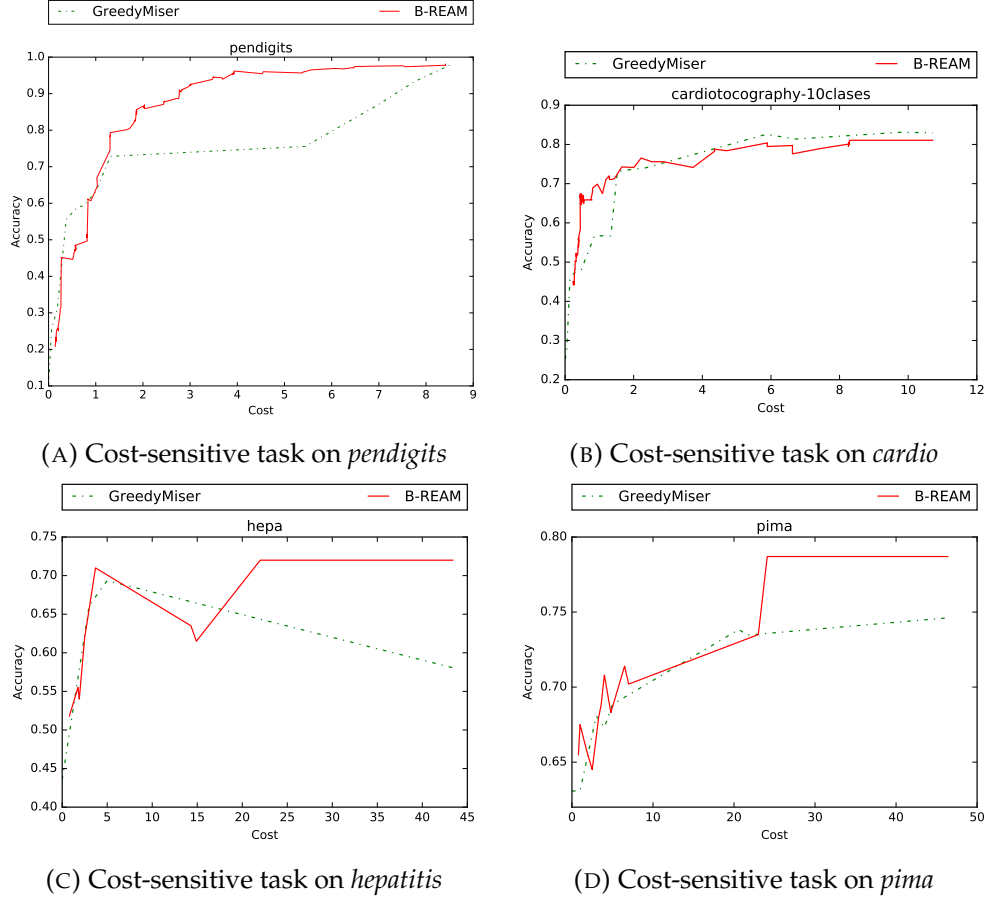 GreedyMiser B-REAM
pendigits
1.0
0.9
0.8
0.7
0.6
0.5
0.4
0.3
0.2
0.1
Accuracy
0 1 2 3 4 5 6 7 8 9
Cost
(A) Cost-sensitive task on pendigits
GreedyMiser B-REAM
cardiotocography-10clases
0.9
0.8
0.7
0.6
0.5
0.4
0.3
0.2
Accuracy
0 2 4 6 8 10 12
Cost
(B) Cost-sensitive task on cardio
GreedyMiser B-REAM
hepa
0.75
0.70
0.65
0.60
0.55
0.50
0.45
0.40
Accuracy
0 5 10 15 20 25 30 35 40 45
Cost
(C) Cost-sensitive task on hepatitis
GreedyMiser B-REAM
pima
0.80
0.75
0.70
0.65
Accuracy
0 10 20 30 40 50
Cost
(D) Cost-sensitive task on pima